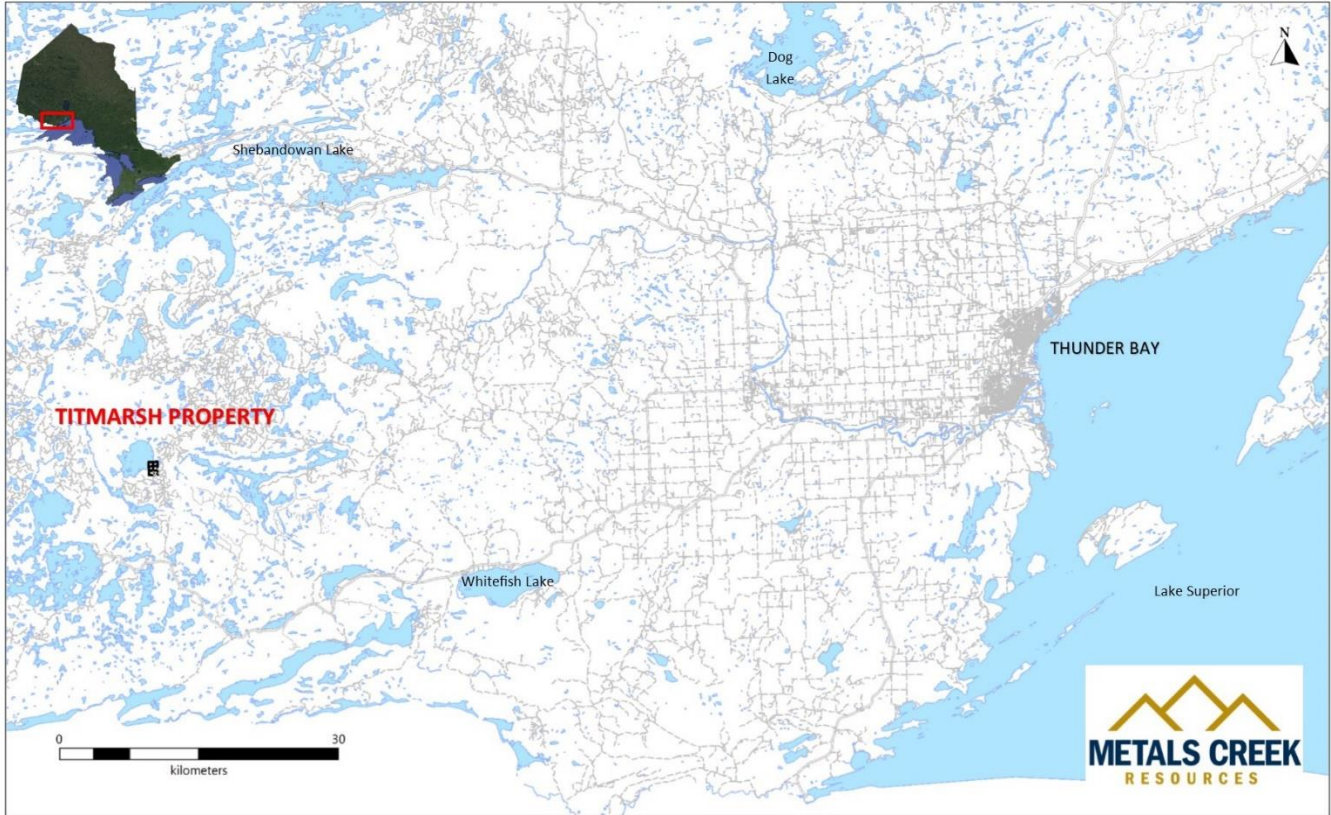 N
Dog
Lake
Shebandowan Lake
THUNDER BAY
TITMARSH PROPERTY
Whitefish Lake
Lake Superior
0 30
kilometers
METALS CREEK
RESOURCES